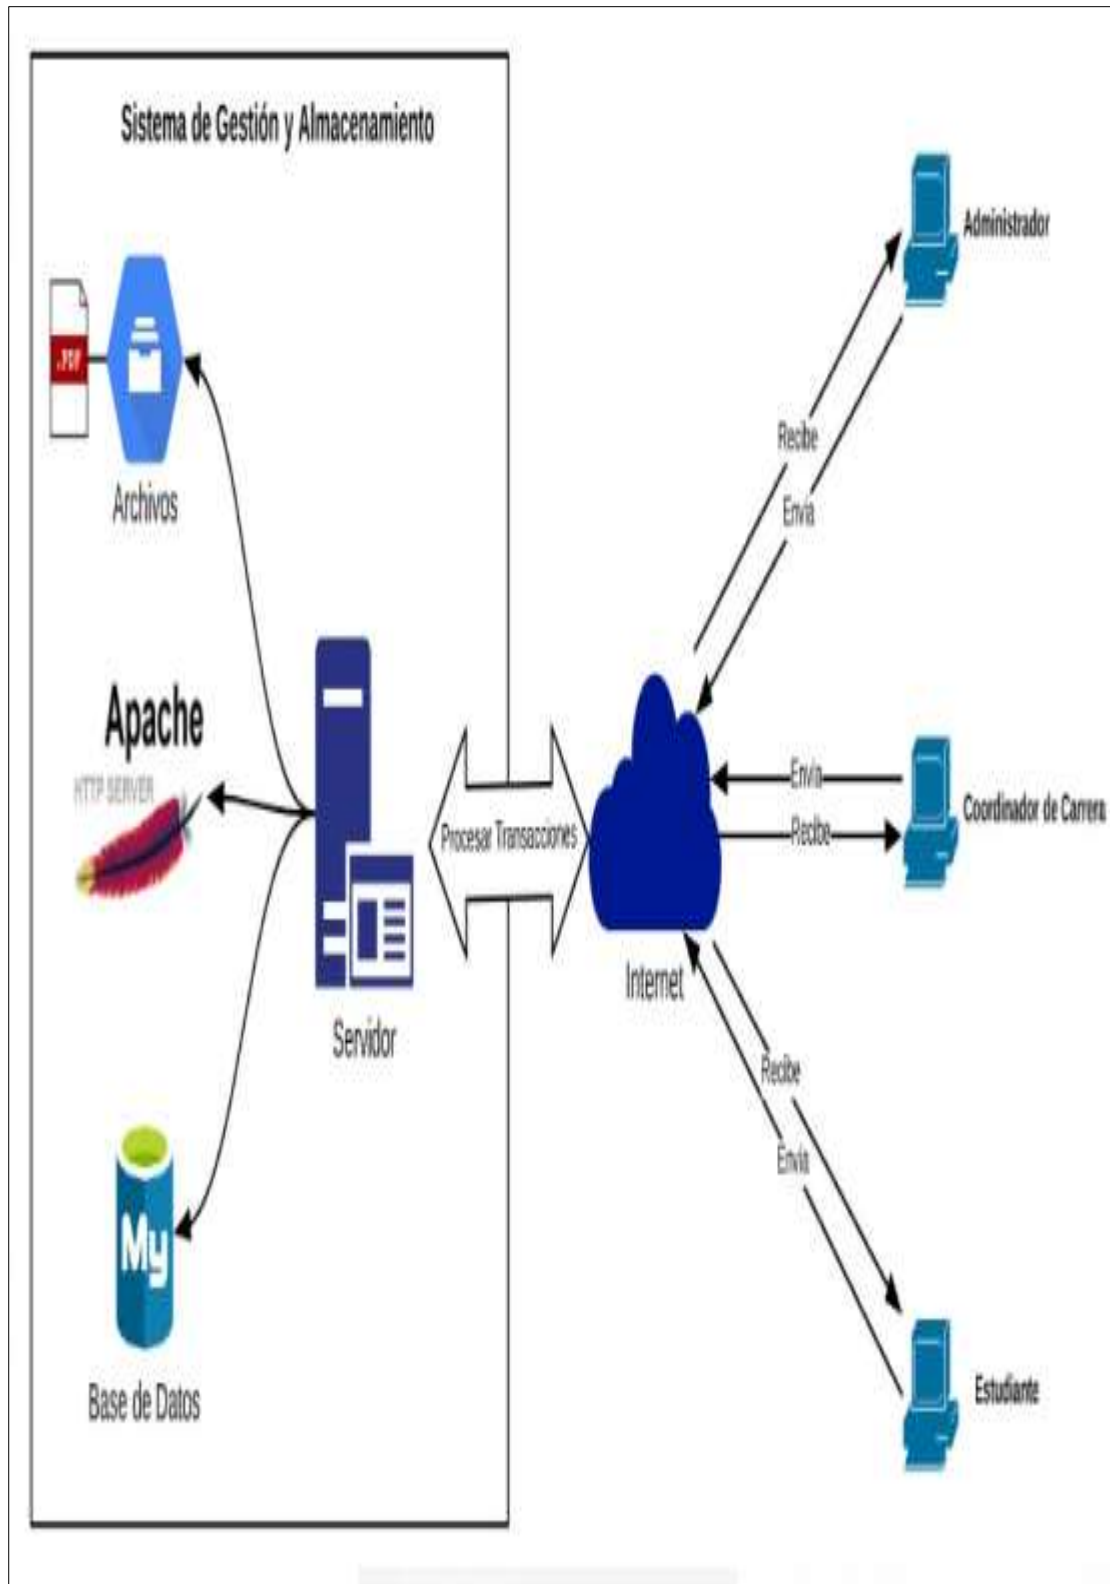 Sistema de Gestión y Almacenamiento
.PDF
Archivos
Apache
HTTP SERVER
Servidor
My
Base de Datos
Procesar Transacciones
Internet
Recibe
Envía
Administrador
Envía
Recibe
Coordinador de Carrera
Recibe
Envía
Estudiante